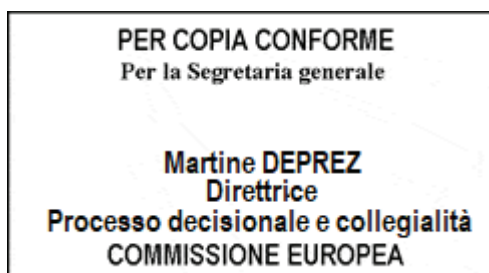 PER COPIA CONFORME
Per la Segretaria generale
Martine DEPREZ
Direttrice
Processo decisionale e collegialità
COMMISSIONE EUROPEA